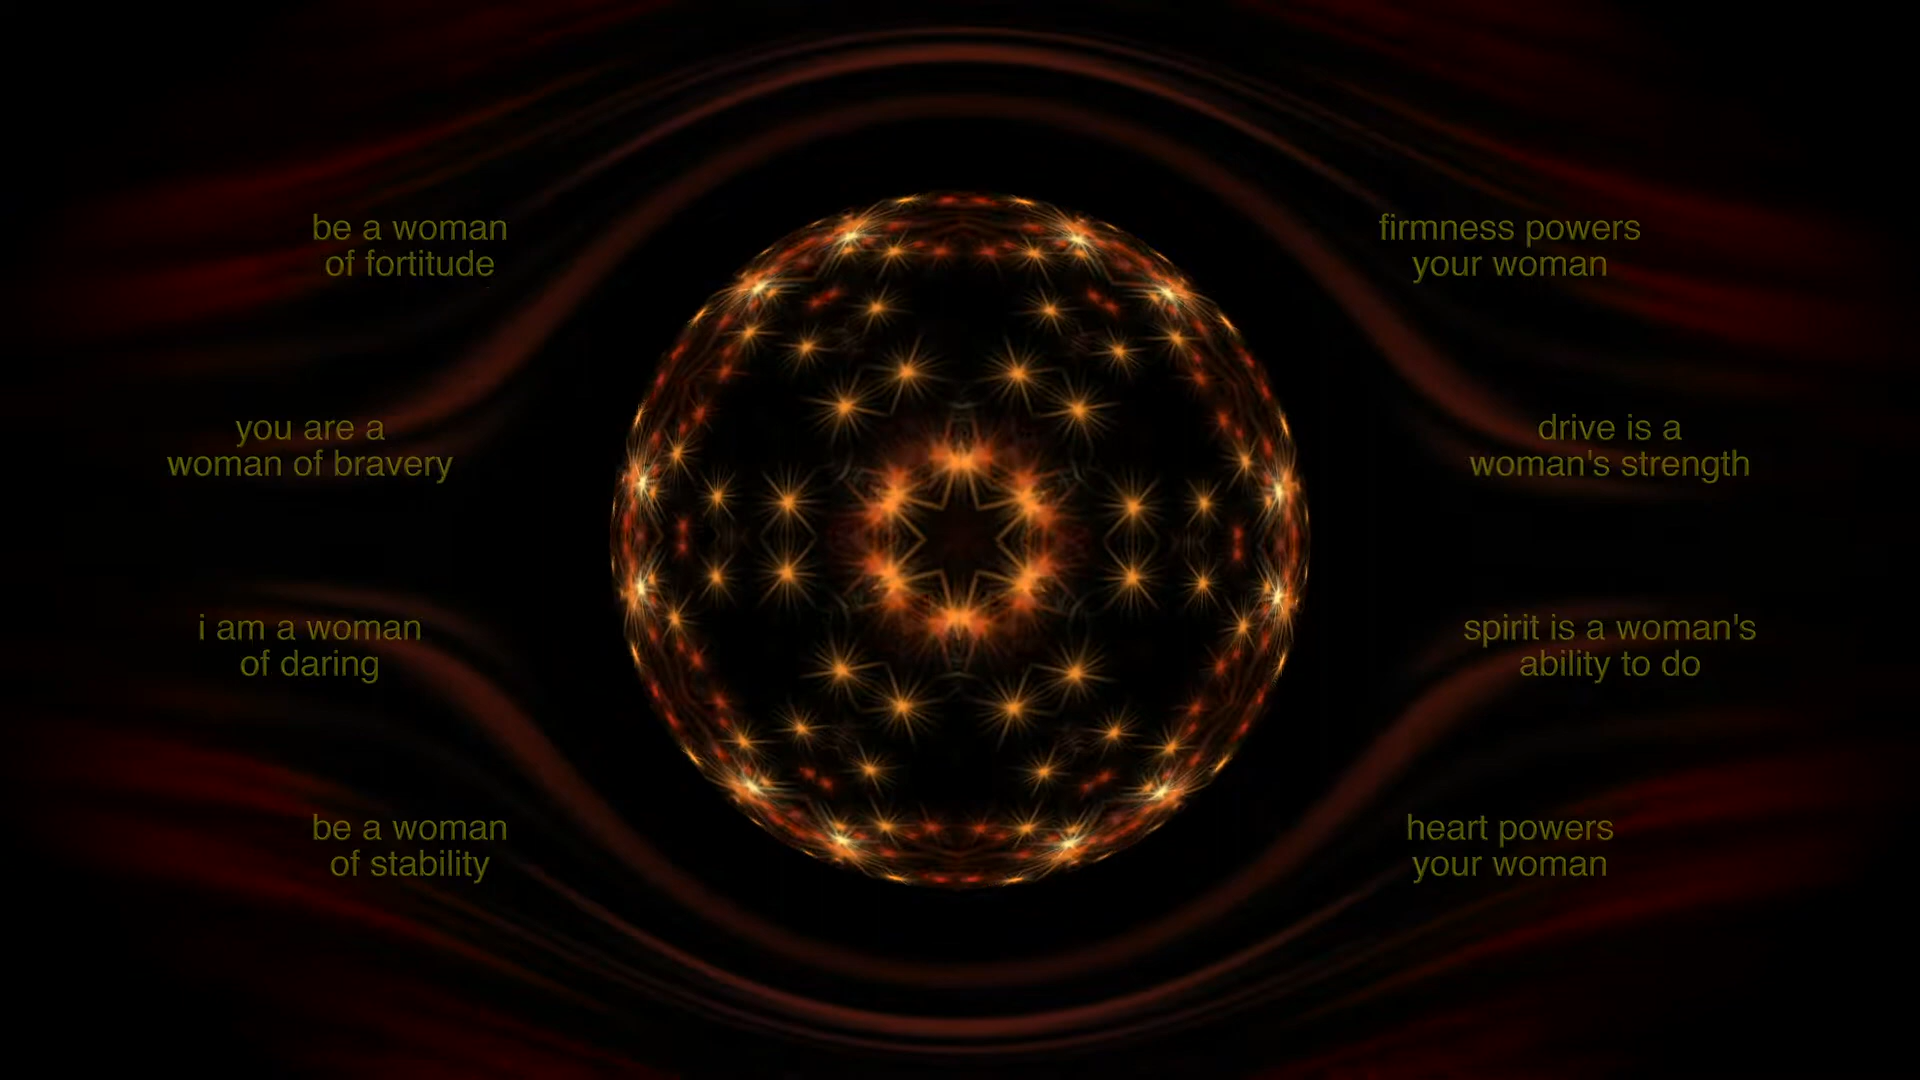 be a woman
of fortitude
firmness powers
your woman
you are a
woman of bravery
drive is a
woman's strength
i am a woman
of daring
spirit is a woman's
ability to do
be a woman
of stability
heart powers
your woman